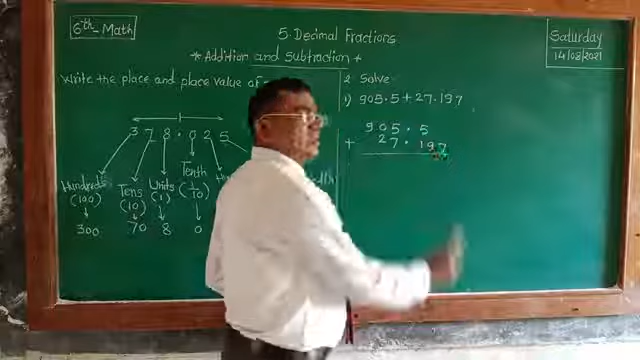 6th-Math
5. Decimal Fractions
Saturday
14/08/2021
* Addition and Subtraction *
Write the place and place value of -
378.025
Hundreds Tens Units Tenth
(100) (10) (1) (1/10)
300 70 8 0
2 Solve
1) 905.5 + 27.197
905.5
+ 27.197